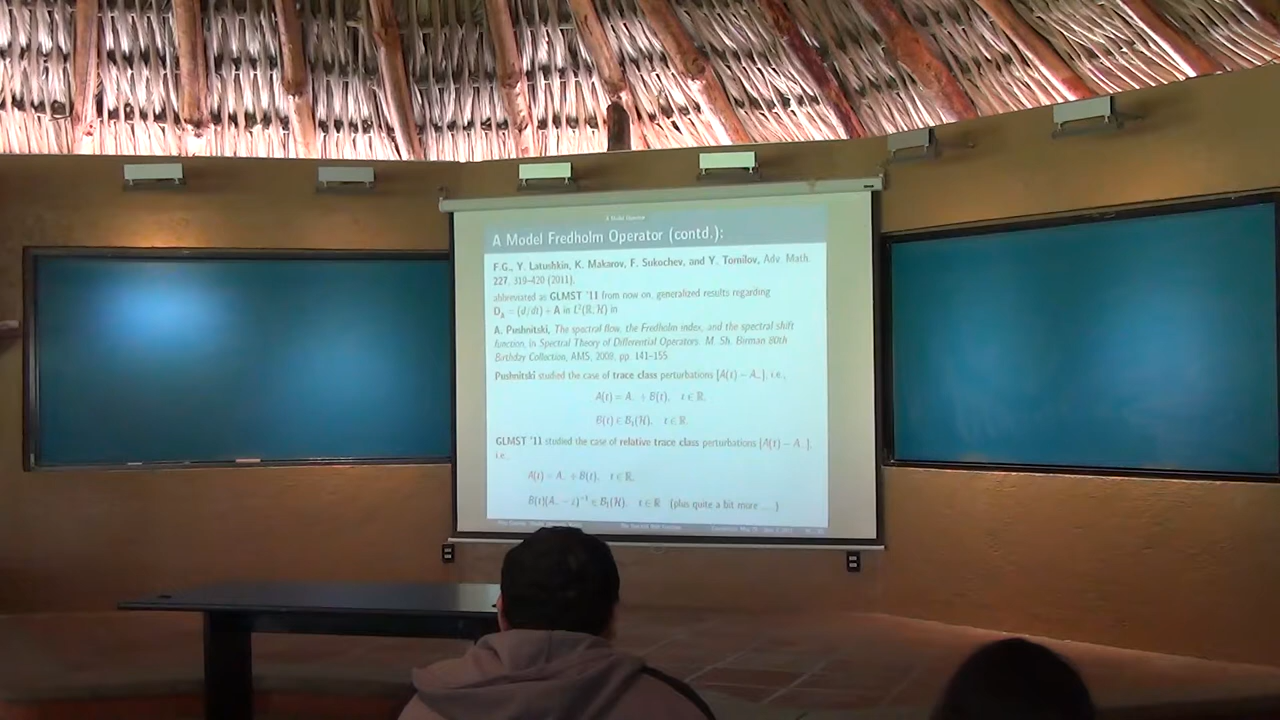 A Model Operator
A Model Fredholm Operator (contd.):
F.G., Y. Latushkin, K. Makarov, F. Sukochev, and Y. Tomilov, Adv. Math.
227, 319–420 (2011),
abbreviated as GLMST '11 from now on, generalized results regarding
D_A = (d/dt) + A in L²(ℝ; H) in
A. Pushnitski, The spectral flow, the Fredholm index, and the spectral shift
function, in Spectral Theory of Differential Operators. M. Sh. Birman 80th
Birthday Collection, AMS, 2008, pp. 141–155.
Pushnitski studied the case of trace class perturbations [A(t) − A₋], i.e.,
A(t) = A₋ + B(t), t ∈ ℝ,
B(t) ∈ B₁(H), t ∈ ℝ.
GLMST '11 studied the case of relative trace class perturbations [A(t) − A₋],
i.e.,
A(t) = A₋ + B(t), t ∈ ℝ,
B(t)(A₋ − z)⁻¹ ∈ B₁(H), t ∈ ℝ (plus quite a bit more ....)